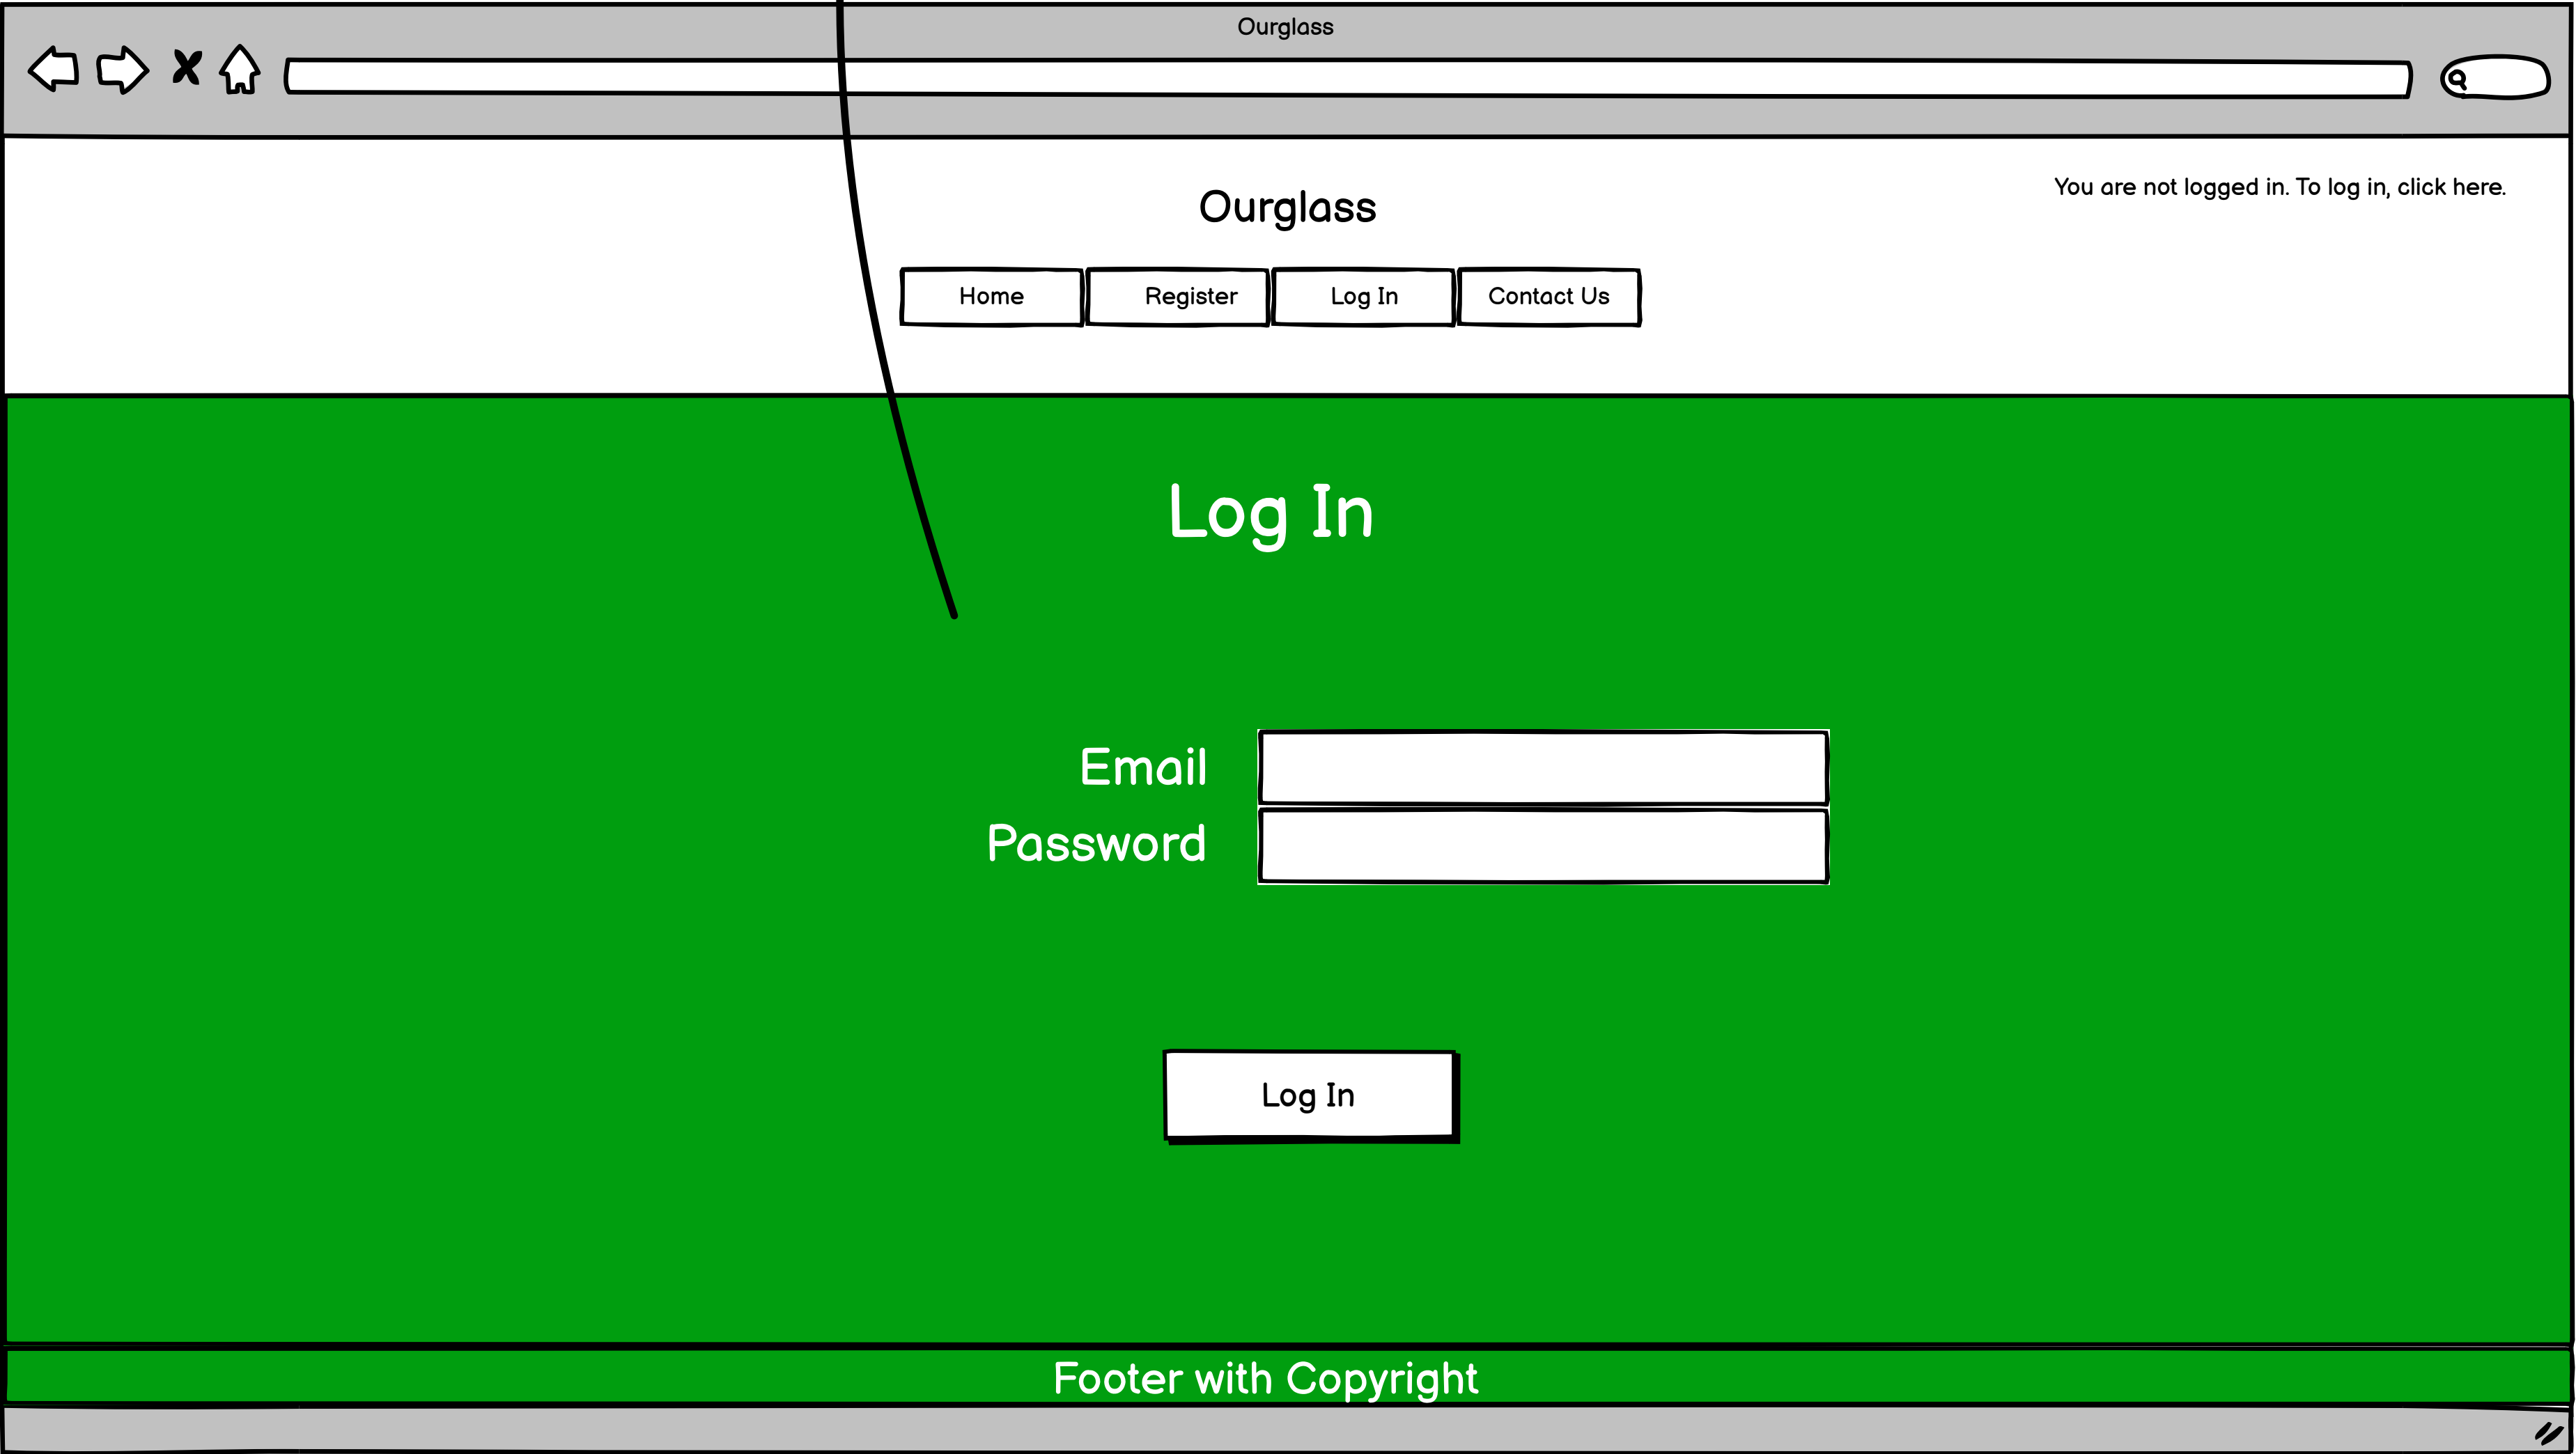 Ourglass
You are not logged in. To log in, click here.
Ourglass
Home Register Log In Contact Us
Log In
Email
Password
Log In
Footer with Copyright